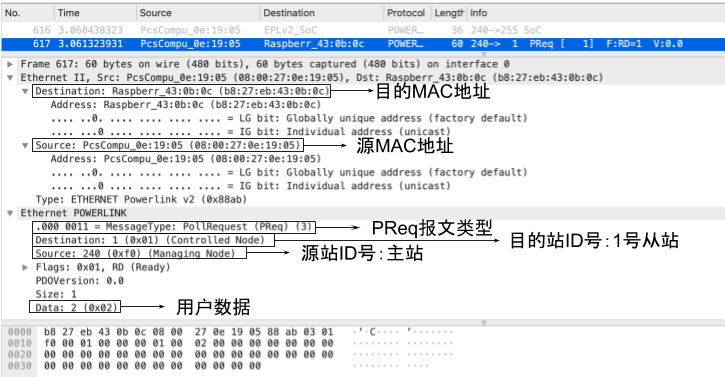 No. Time Source Destination Protocol Length Info
616 3.060438323 PcsCompu_0e:19:05 EPLv2_SoC POWER… 36 240->255 SoC
617 3.061323931 PcsCompu_0e:19:05 Raspberr_43:0b:0c POWER… 60 240-> 1 PReq [ 1] F:RD=1 V:0.0
Frame 617: 60 bytes on wire (480 bits), 60 bytes captured (480 bits) on interface 0
Ethernet II, Src: PcsCompu_0e:19:05 (08:00:27:0e:19:05), Dst: Raspberr_43:0b:0c (b8:27:eb:43:0b:0c)
Destination: Raspberr_43:0b:0c (b8:27:eb:43:0b:0c) 目的MAC地址
Address: Raspberr_43:0b:0c (b8:27:eb:43:0b:0c)
.... ..0. .... .... .... .... = LG bit: Globally unique address (factory default)
.... ...0 .... .... .... .... = IG bit: Individual address (unicast)
Source: PcsCompu_0e:19:05 (08:00:27:0e:19:05) 源MAC地址
Address: PcsCompu_0e:19:05 (08:00:27:0e:19:05)
.... ..0. .... .... .... .... = LG bit: Globally unique address (factory default)
.... ...0 .... .... .... .... = IG bit: Individual address (unicast)
Type: ETHERNET Powerlink v2 (0x88ab)
Ethernet POWERLINK
.000 0011 = MessageType: PollRequest (PReq) (3) PReq报文类型
Destination: 1 (0x01) (Controlled Node) 目的站ID号：1号从站
Source: 240 (0xf0) (Managing Node) 源站ID号：主站
Flags: 0x01, RD (Ready)
PDOVersion: 0.0
Size: 1
Data: 2 (0x02) 用户数据
0000 b8 27 eb 43 0b 0c 08 00 27 0e 19 05 88 ab 03 01 ·'·C···· '·······
0010 f0 00 01 00 00 00 01 00 02 00 00 00 00 00 00 00 ········ ········
0020 00 00 00 00 00 00 00 00 00 00 00 00 00 00 00 00 ········ ········
0030 00 00 00 00 00 00 00 00 00 00 00 00 ········ ····